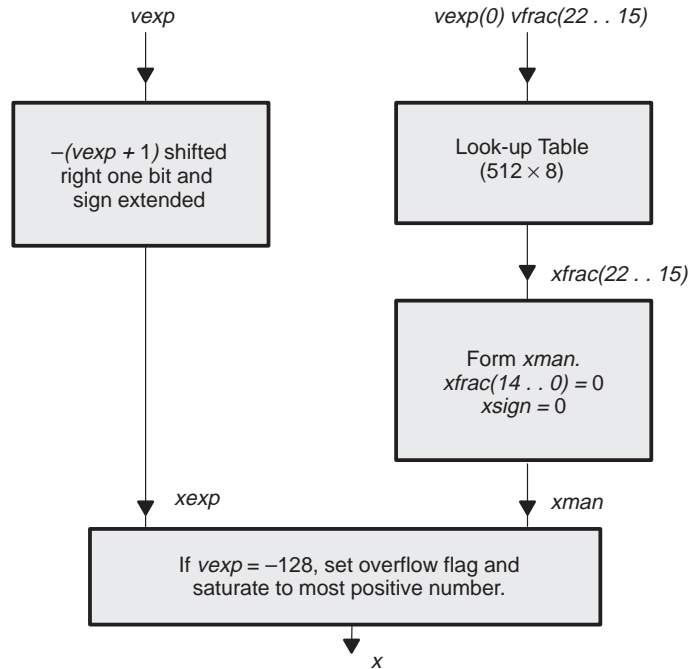 vexp
vexp(0) vfrac(22 . . 15)
–(vexp + 1) shifted
right one bit and
sign extended
Look-up Table
(512 × 8)
xfrac(22 . . 15)
Form xman.
xfrac(14 . . 0) = 0
xsign = 0
xexp
xman
If vexp = –128, set overflow flag and
saturate to most positive number.
x